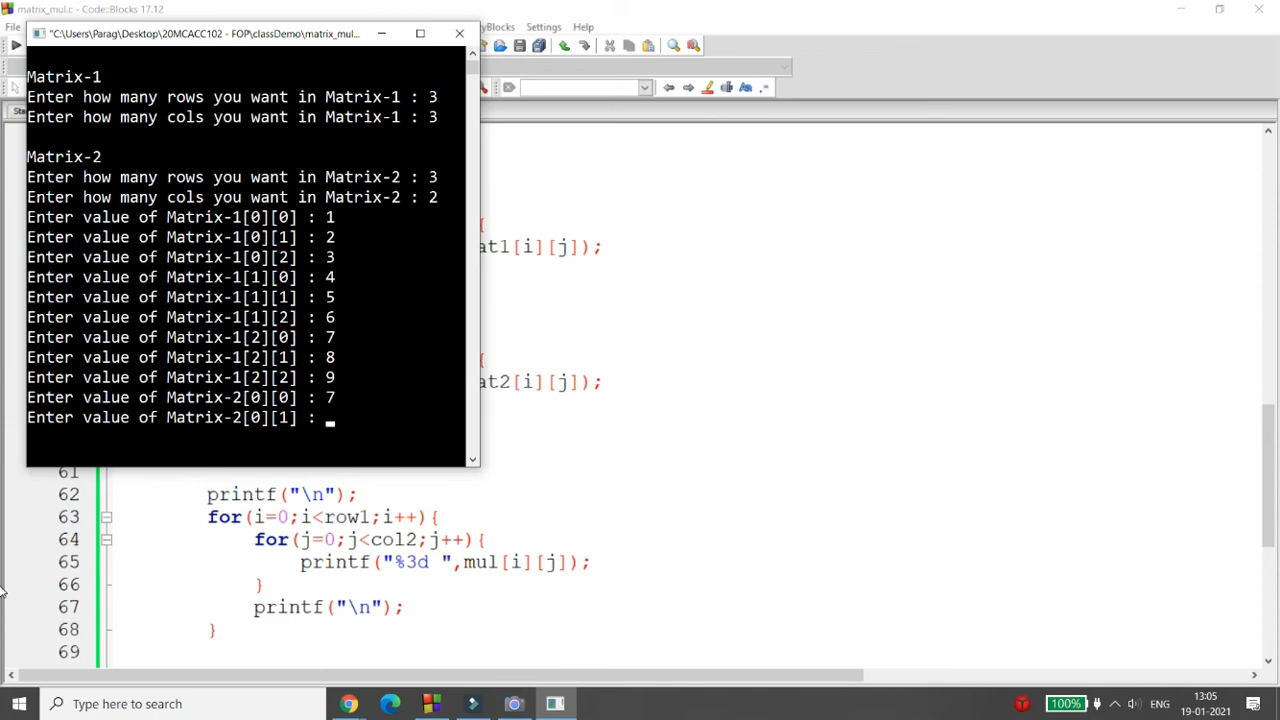 matrix_mul.c - Code::Blocks 17.12
File
yBlocks Settings Help
"C:\Users\Parag\Desktop\20MCACC102 - FOP\classDemo\matrix_mul...
Matrix-1
Enter how many rows you want in Matrix-1 : 3
Enter how many cols you want in Matrix-1 : 3
Matrix-2
Enter how many rows you want in Matrix-2 : 3
Enter how many cols you want in Matrix-2 : 2
Enter value of Matrix-1[0][0] : 1
Enter value of Matrix-1[0][1] : 2
Enter value of Matrix-1[0][2] : 3
Enter value of Matrix-1[1][0] : 4
Enter value of Matrix-1[1][1] : 5
Enter value of Matrix-1[1][2] : 6
Enter value of Matrix-1[2][0] : 7
Enter value of Matrix-1[2][1] : 8
Enter value of Matrix-1[2][2] : 9
Enter value of Matrix-2[0][0] : 7
Enter value of Matrix-2[0][1] : _
Sta
{
at1[i][j]);
{
at2[i][j]);
61
62 printf("\n");
63 for(i=0;i<row1;i++){
64 for(j=0;j<col2;j++){
65 printf("%3d ",mul[i][j]);
66 }
67 printf("\n");
68 }
69
Type here to search
100%
ENG
13:05
19-01-2021